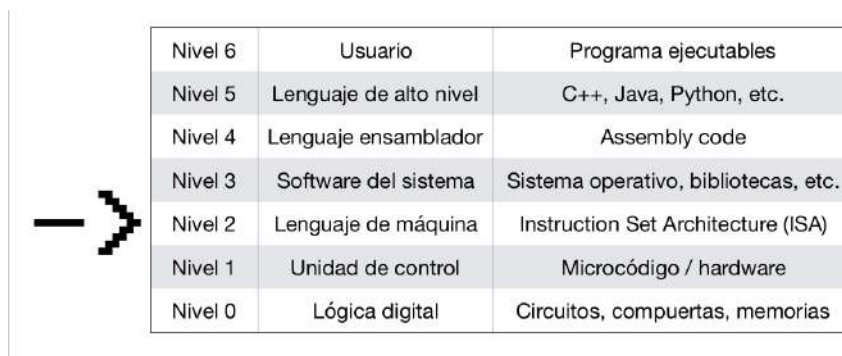 Nivel 6 Usuario Programa ejecutables
Nivel 5 Lenguaje de alto nivel C++, Java, Python, etc.
Nivel 4 Lenguaje ensamblador Assembly code
Nivel 3 Software del sistema Sistema operativo, bibliotecas, etc.
Nivel 2 Lenguaje de máquina Instruction Set Architecture (ISA)
Nivel 1 Unidad de control Microcódigo / hardware
Nivel 0 Lógica digital Circuitos, compuertas, memorias